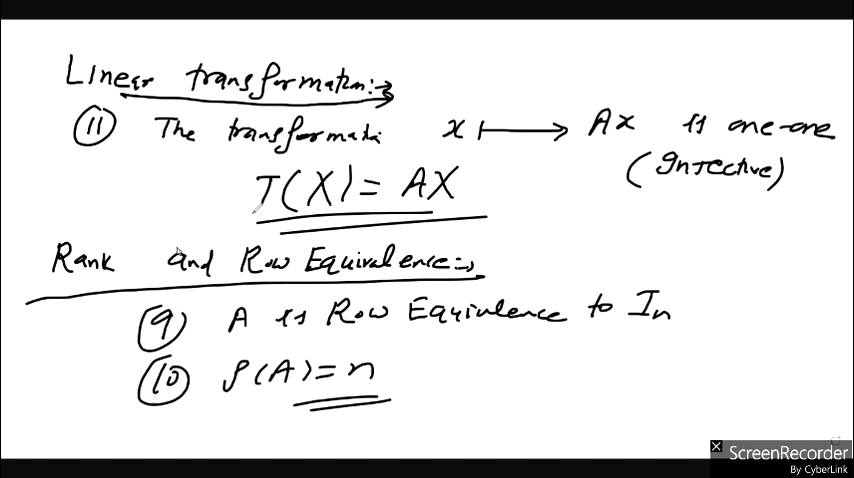 Linear transformation:→
(11) The transformati x ⟼ Ax is one-one
(Injective)
T(X) = AX
Rank and Row Equivalence:→
(9) A is Row Equivalence to In
(10) ρ(A) = n
ScreenRecorder
By CyberLink